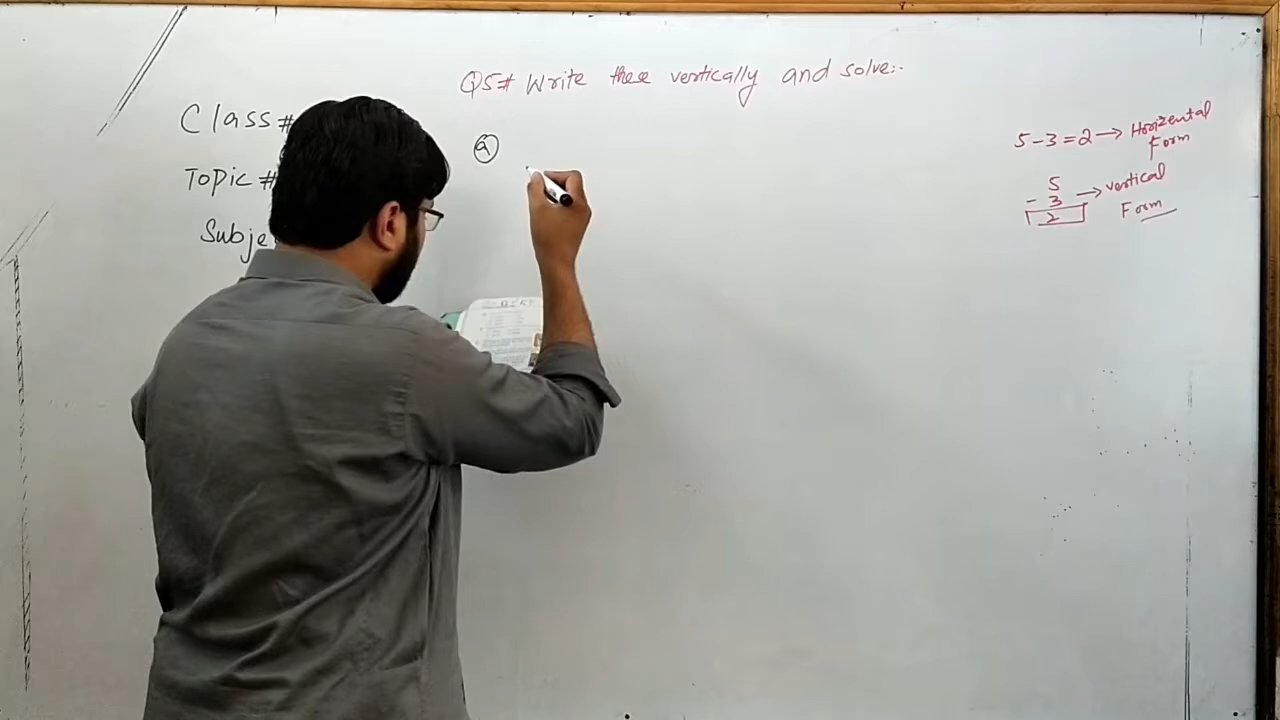 Q5# Write thee vertically and solve:-
Class#
Topic #
Subje
a
5-3=2 → Horizental
Form
5
- 3 → vertical
2 Form